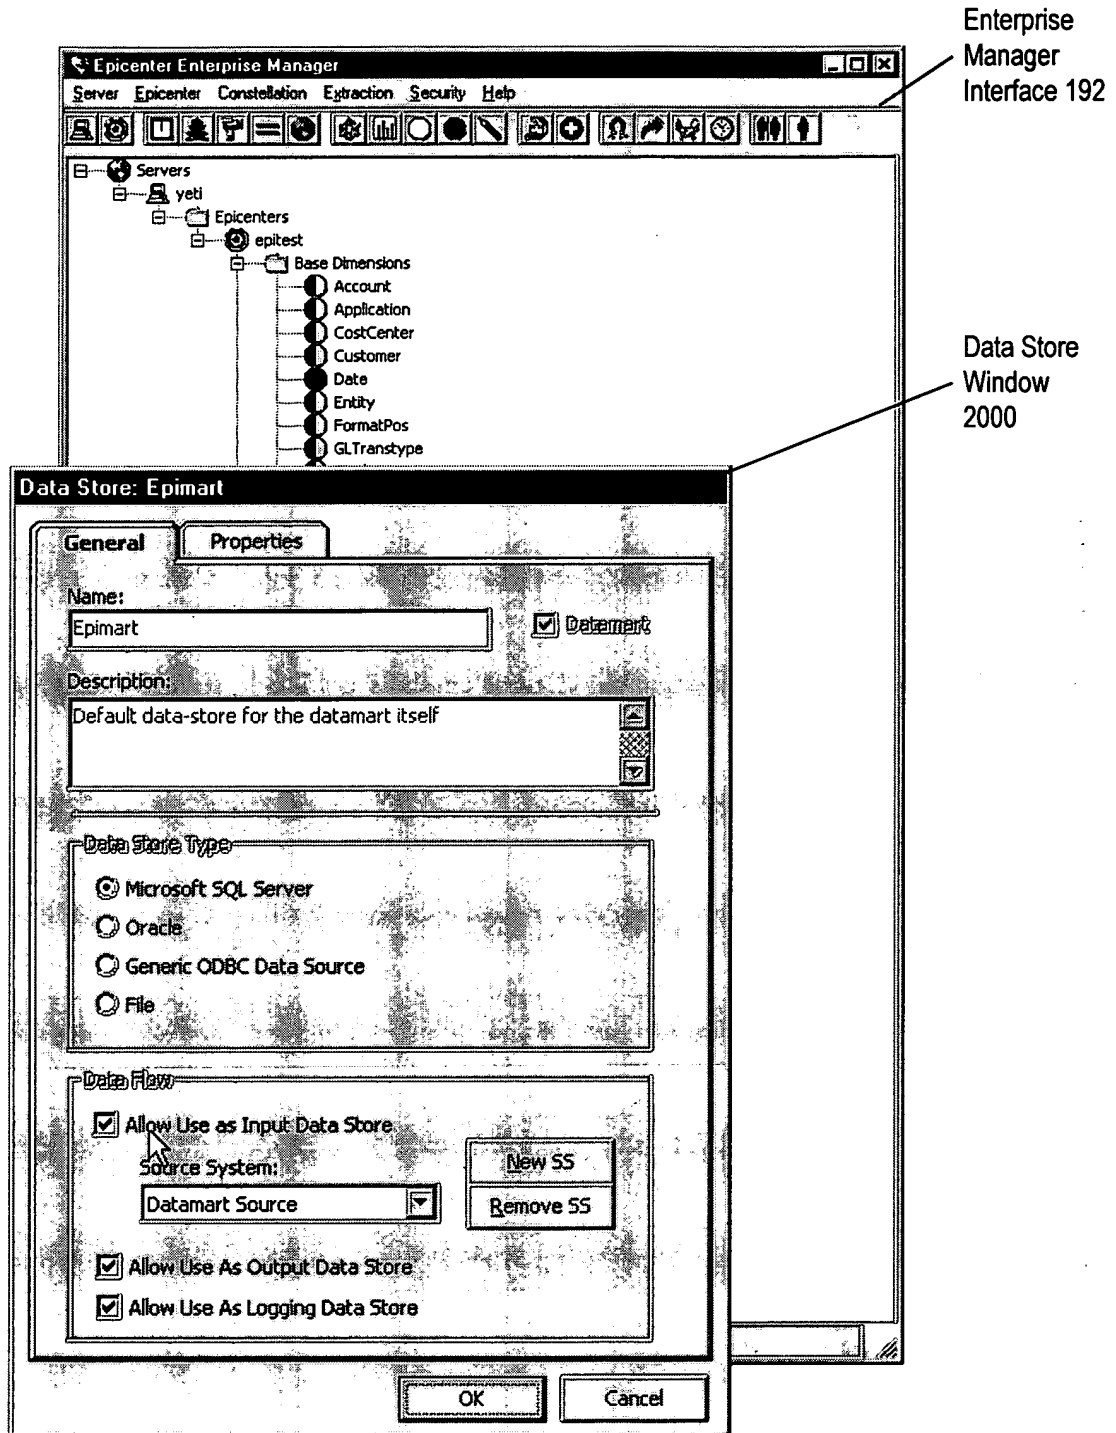 Enterprise
Manager
Interface 192
Epicenter Enterprise Manager
Server Epicenter Constellation Extraction Security Help
Servers
yeti
Epicenters
epitest
Base Dimensions
Account
Application
CostCenter
Customer
Date
Entity
FormatPos
GLTranstype
Data Store
Window
2000
Data Store: Epimart
General Properties
Name:
Epimart
Datamart
Description:
Default data-store for the datamart itself
Data Store Type
Microsoft SQL Server
Oracle
Generic ODBC Data Source
File
Data Flow
Allow Use as Input Data Store
Source System:
Datamart Source
New SS
Remove SS
Allow Use As Output Data Store
Allow Use As Logging Data Store
OK Cancel